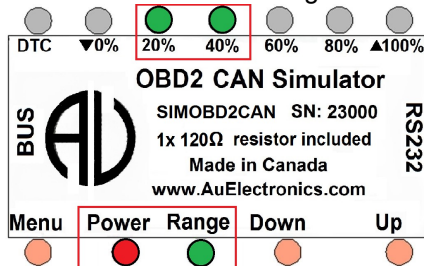 DTC ▼0% 20% 40% 60% 80% ▲100%
OBD2 CAN Simulator
SIMOBD2CAN SN: 23000
1x 120Ω resistor included
Made in Canada
www.AuElectronics.com
BUS
AU
RS232
Menu Power Range Down Up